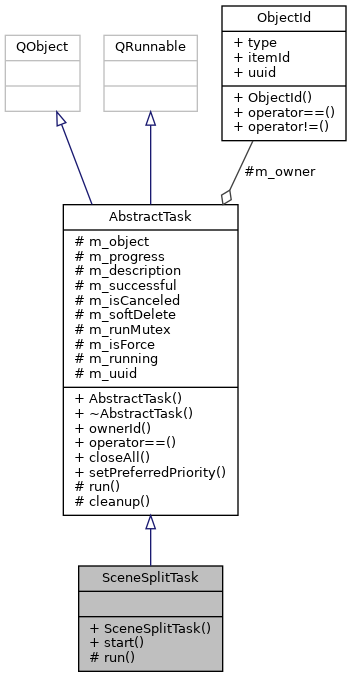 ObjectId
+ type
+ itemId
+ uuid
+ ObjectId()
+ operator==()
+ operator!=()
QObject
QRunnable
#m_owner
AbstractTask
# m_object
# m_progress
# m_description
# m_successful
# m_isCanceled
# m_softDelete
# m_runMutex
# m_isForce
# m_running
# m_uuid
+ AbstractTask()
+ ~AbstractTask()
+ ownerId()
+ operator==()
+ closeAll()
+ setPreferredPriority()
# run()
# cleanup()
SceneSplitTask
+ SceneSplitTask()
+ start()
# run()